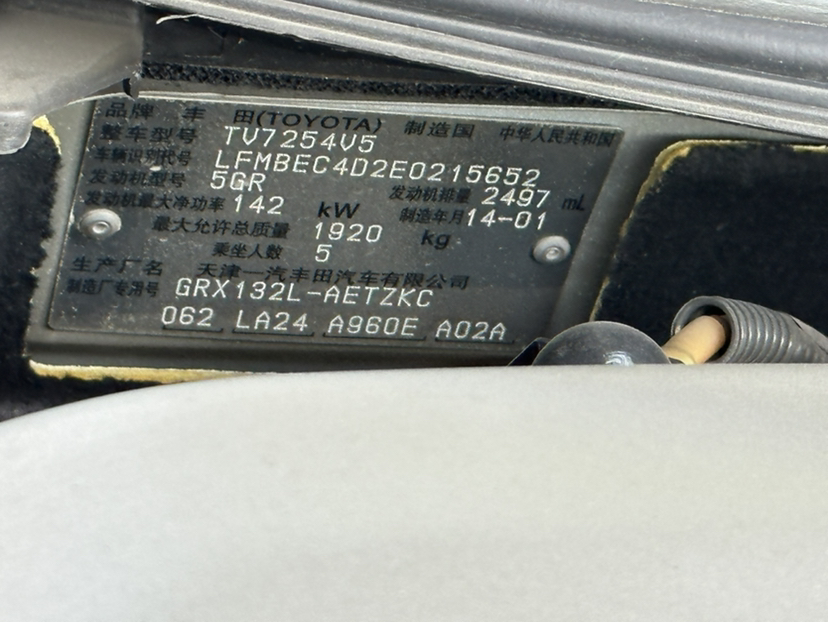 品牌 丰 田(TOYOTA) 制造国 中华人民共和国
整车型号 TV7254V5
车辆识别代号 LFMBEC4D2E0215652
发动机型号 5GR 发动机排量 2497 mL
发动机最大净功率 142 kW 制造年月 14-01
最大允许总质量 1920 kg
乘坐人数 5
生产厂名 天津一汽丰田汽车有限公司
制造厂专用号 GRX132L-AETZKC
062 LA24 A960E A02A